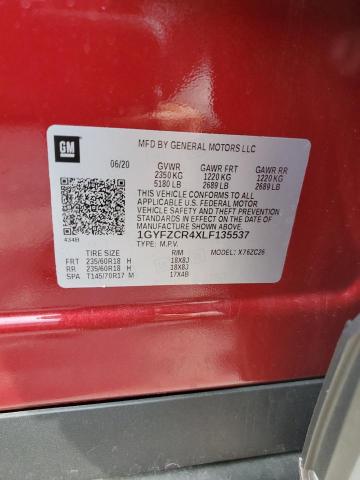 GM
MFD BY GENERAL MOTORS LLC
06/20 GVWR GAWR FRT GAWR RR
2350 KG 1220 KG 1220 KG
5180 LB 2689 LB 2689 LB
THIS VEHICLE CONFORMS TO ALL
APPLICABLE U.S. FEDERAL MOTOR
VEHICLE SAFETY, BUMPER, AND THEFT
PREVENTION STANDARDS IN
EFFECT ON THE DATE OF
MANUFACTURE SHOWN ABOVE.
1GYFZCR4XLF135537
434B TYPE: M.P.V. MODEL: X76ZC26
TIRE SIZE RIM
FRT 235/60R18 H 18X8J
RR 235/60R18 H 18X8J
SPA T145/70R17 M 17X4B